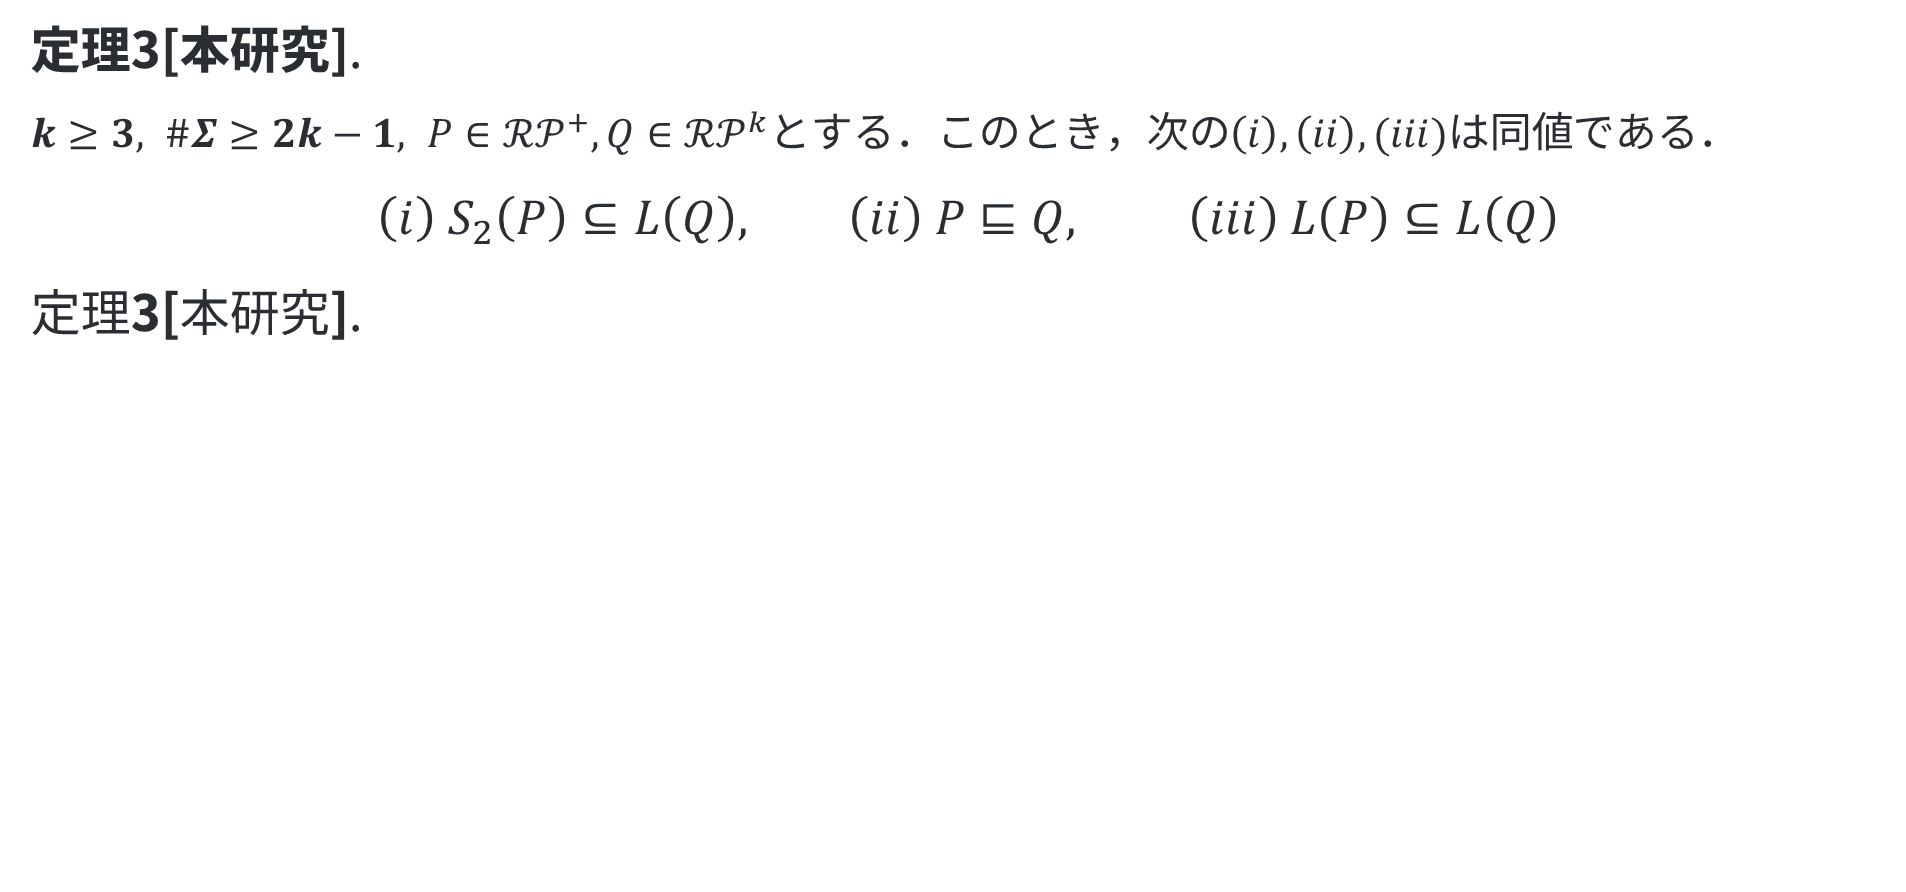 定理3[本研究].
k ≥ 3, #Σ ≥ 2k − 1, P ∈ ℛ𝒫⁺, Q ∈ ℛ𝒫ᵏとする．このとき，次の(i), (ii), (iii)は同値である．
(i) S₂(P) ⊆ L(Q), (ii) P ⊑ Q, (iii) L(P) ⊆ L(Q)
定理3[本研究].